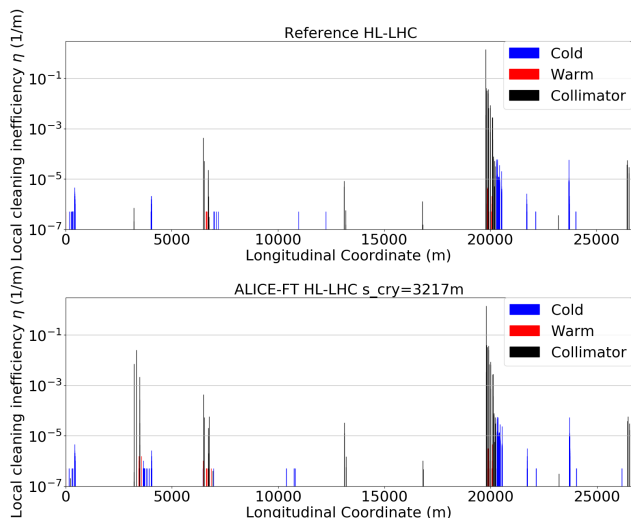 Reference HL-LHC
Local cleaning inefficiency η (1/m)
10⁻¹
10⁻³
10⁻⁵
10⁻⁷
Cold
Warm
Collimator
0 5000 10000 15000 20000 25000
Longitudinal Coordinate (m)
ALICE-FT HL-LHC s_cry=3217m
Local cleaning inefficiency η (1/m)
10⁻¹
10⁻³
10⁻⁵
10⁻⁷
Cold
Warm
Collimator
0 5000 10000 15000 20000 25000
Longitudinal Coordinate (m)